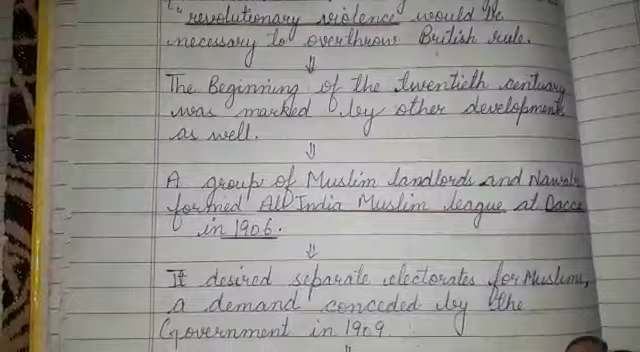 "revolutionary violence would be
necessary to overthrow British rule.
⇓
The Beginning of the twentieth centuary
was marked by other developments
as well.
⇓
A group of Muslim landlords and Nawabs
formed All India Muslim league at Dacca
in 1906.
⇓
It desired separate electorates for Muslims,
a demand conceded by the
Government in 1909.